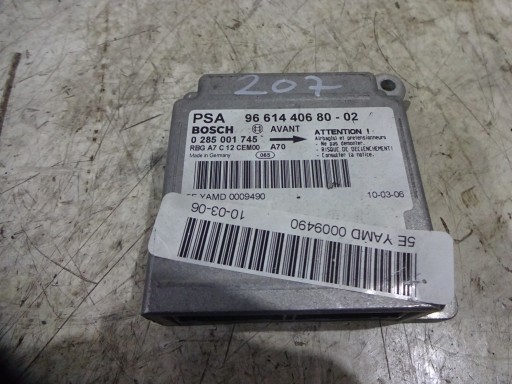 207
PSA 96 614 406 80 - 02
BOSCH AVANT ATTENTION !
0 285 001 745 Airbag(s) et pretensionneurs
RBG A7 C 12 CEM00 A70 - Ne pas demonter.
Made in Germany - RISQUE DE DECLENCHEMENT!
- Consulter la notice.
5E YAMD 0009490 10-03-06
10-03-06
5E YAMD 0009490